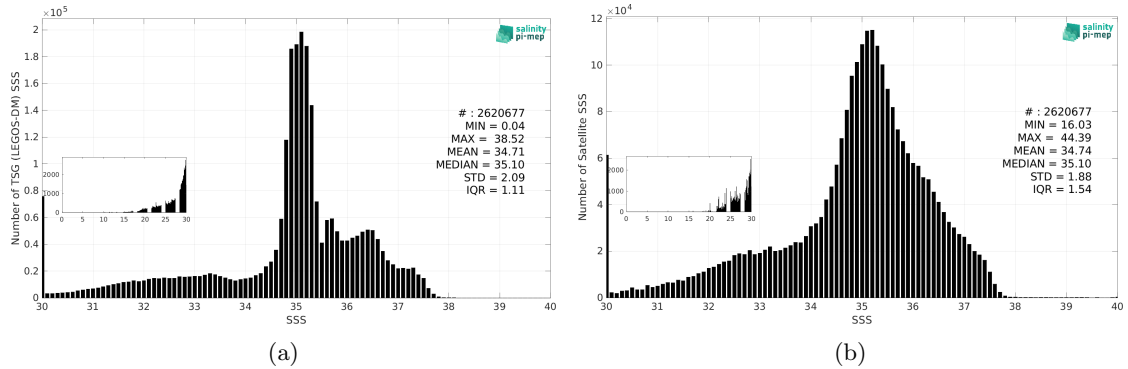 ×10⁵
2
1.8
1.6
1.4
1.2
1
0.8
0.6
0.4
0.2
0
Number of TSG (LEGOS-DM) SSS
30 31 32 33 34 35 36 37 38 39 40
SSS
salinity
pi-mep
# : 2620677
MIN = 0.04
MAX = 38.52
MEAN = 34.71
MEDIAN = 35.10
STD = 2.09
IQR = 1.11
2000
1000
0
0 5 10 15 20 25 30
(a)
×10⁴
12
10
8
6
4
2
0
Number of Satellite SSS
30 31 32 33 34 35 36 37 38 39 40
SSS
salinity
pi-mep
# : 2620677
MIN = 16.03
MAX = 44.39
MEAN = 34.74
MEDIAN = 35.10
STD = 1.88
IQR = 1.54
2000
1000
0
0 5 10 15 20 25 30
(b)